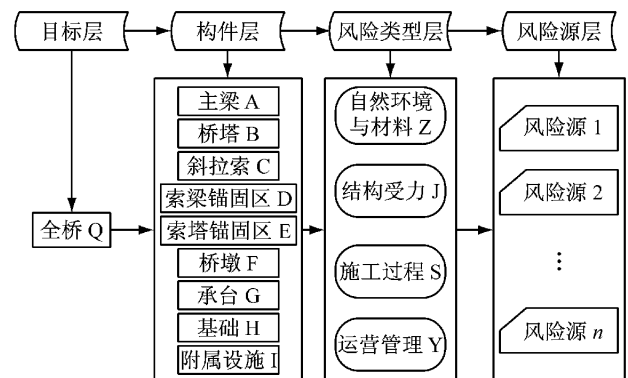 目标层
构件层
风险类型层
风险源层
全桥 Q
主梁 A
桥塔 B
斜拉索 C
索梁锚固区 D
索塔锚固区 E
桥墩 F
承台 G
基础 H
附属设施 I
自然环境
与材料 Z
结构受力 J
施工过程 S
运营管理 Y
风险源 1
风险源 2
⋮
风险源 n